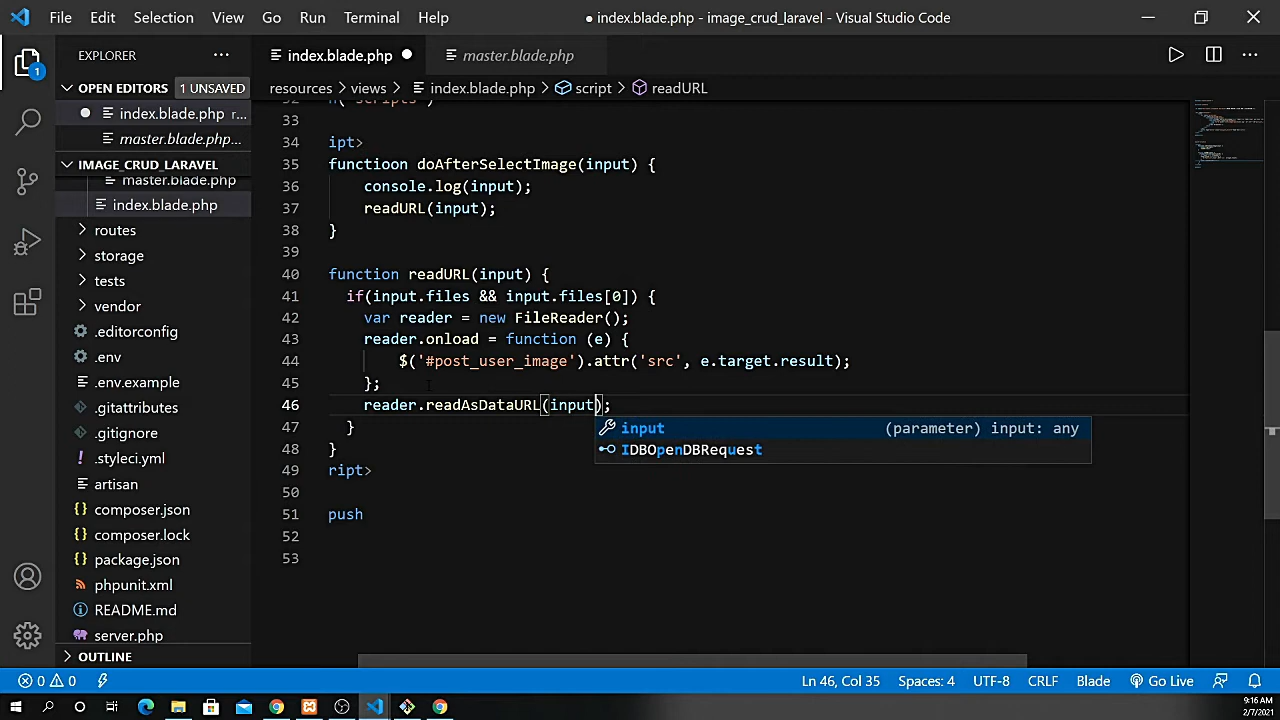 File Edit Selection View Go Run Terminal Help
● index.blade.php - image_crud_laravel - Visual Studio Code
EXPLORER
OPEN EDITORS 1 UNSAVED
index.blade.php r...
master.blade.php...
IMAGE_CRUD_LARAVEL
master.blade.php
index.blade.php
routes
storage
tests
vendor
.editorconfig
.env
.env.example
.gitattributes
.gitignore
.styleci.yml
artisan
composer.json
composer.lock
package.json
phpunit.xml
README.md
server.php
OUTLINE
1
index.blade.php ● master.blade.php
resources > views > index.blade.php > script > readURL
32 h('scripts')
33
34 ipt>
35 functioon doAfterSelectImage(input) {
36 console.log(input);
37 readURL(input);
38 }
39
40 function readURL(input) {
41 if(input.files && input.files[0]) {
42 var reader = new FileReader();
43 reader.onload = function (e) {
44 $('#post_user_image').attr('src', e.target.result);
45 };
46 reader.readAsDataURL(input);
input (parameter) input: any
IDBOpenDBRequest
47 }
48 }
49 ript>
50
51 push
52
53
0 0 Ln 46, Col 35 Spaces: 4 UTF-8 CRLF Blade Go Live
9:16 AM
2/7/2021